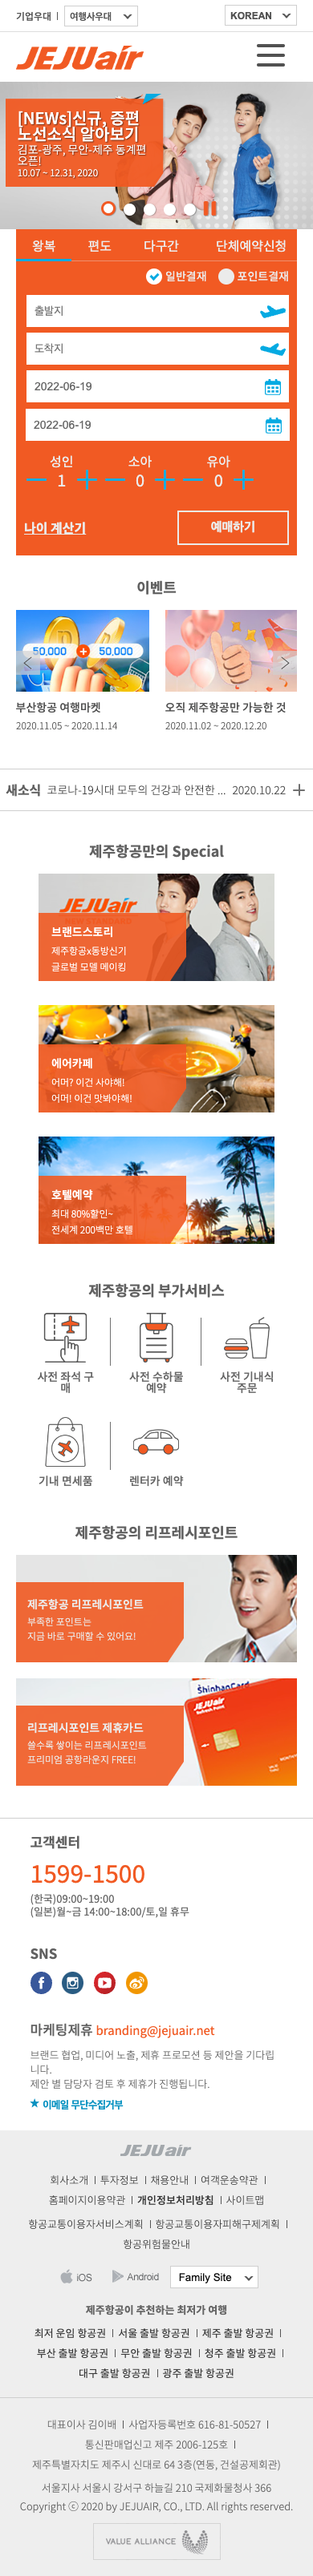 기업우대 | 여행사우대
KOREAN
JEJUair
[NEWs]신규, 증편
노선소식 알아보기
김포-광주, 무안-제주 동계편
오픈!
10.07 ~ 12.31, 2020
왕복 편도 다구간 단체예약신청
일반결재 포인트결재
출발지
도착지
2022-06-19
2022-06-19
성인 소아 유아
1 0 0
나이 계산기
예매하기
이벤트
50,000 + 50,000
부산항공 여행마켓
2020.11.05 ~ 2020.11.14
오직 제주항공만 가능한 것
2020.11.02 ~ 2020.12.20
새소식 코로나-19시대 모두의 건강과 안전한 ... 2020.10.22
제주항공만의 Special
JEJUair
브랜드스토리
제주항공x동방신기
글로벌 모델 메이킹
에어카페
어머? 이건 사야해!
어머! 이건 맛봐야해!
호텔예약
최대 80%할인~
전세계 200백만 호텔
제주항공의 부가서비스
사전 좌석 구
매
사전 수하물
예약
사전 기내식
주문
기내 면세품
렌터카 예약
제주항공의 리프레시포인트
제주항공 리프레시포인트
부족한 포인트는
지금 바로 구매할 수 있어요!
ShinhanCard
JEJUair
Refresh Point
리프레시포인트 제휴카드
쓸수록 쌓이는 리프레시포인트
프리미엄 공항라운지 FREE!
고객센터
1599-1500
(한국)09:00~19:00
(일본)월~금 14:00~18:00/토,일 휴무
SNS
마케팅제휴 branding@jejuair.net
브랜드 협업, 미디어 노출, 제휴 프로모션 등 제안을 기다립
니다.
제안 별 담당자 검토 후 제휴가 진행됩니다.
★ 이메일 무단수집거부
JEJUair
회사소개 | 투자정보 | 채용안내 | 여객운송약관 |
홈페이지이용약관 | 개인정보처리방침 | 사이트맵
항공교통이용자서비스계획 | 항공교통이용자피해구제계획 |
항공위험물안내
iOS Android Family Site
제주항공이 추천하는 최저가 여행
최저 운임 항공권 | 서울 출발 항공권 | 제주 출발 항공권 |
부산 출발 항공권 | 무안 출발 항공권 | 청주 출발 항공권 |
대구 출발 항공권 | 광주 출발 항공권
대표이사 김이배 | 사업자등록번호 616-81-50527 |
통신판매업신고 제주 2006-125호 |
제주특별자치도 제주시 신대로 64 3층(연동, 건설공제회관)
서울지사 서울시 강서구 하늘길 210 국제화물청사 366
Copyright ⓒ 2020 by JEJUAIR, CO., LTD. All rights reserved.
VALUE ALLIANCE